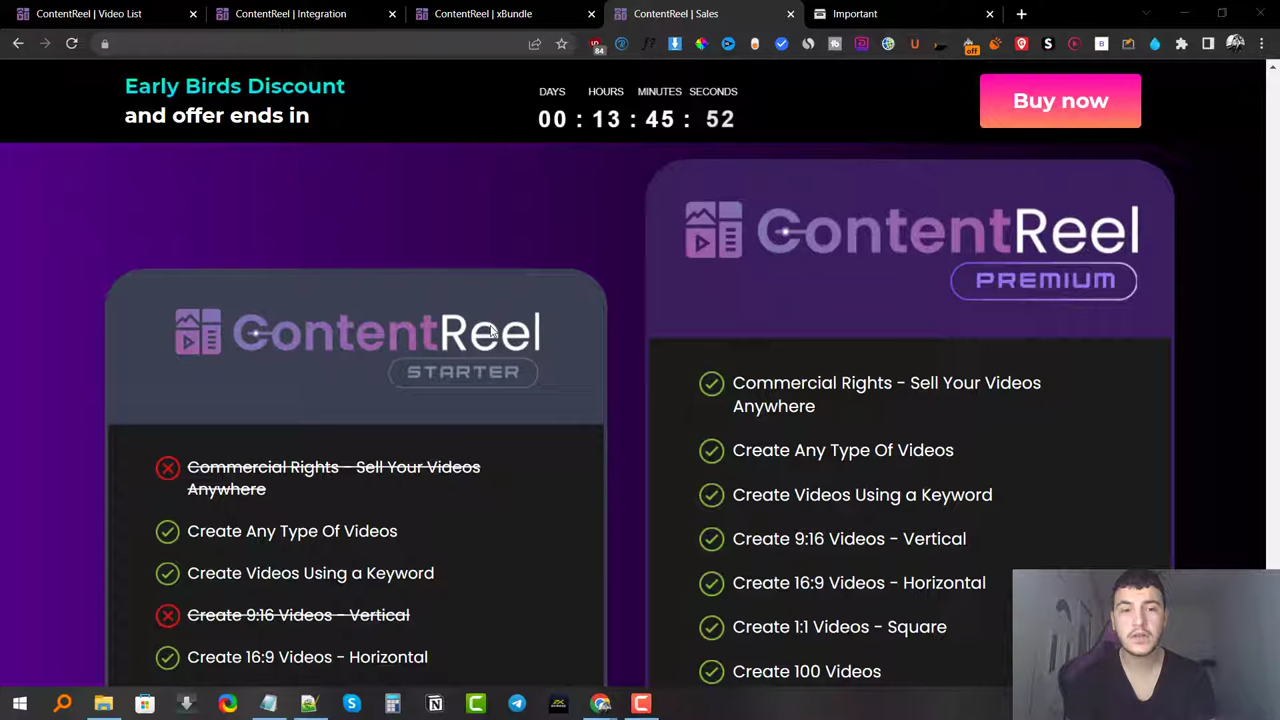 ContentReel | Video List
ContentReel | Integration
ContentReel | xBundle
ContentReel | Sales
Important
84
off
Early Birds Discount
and offer ends in
DAYS HOURS MINUTES SECONDS
00 : 13 : 45 : 52
Buy now
ContentReel
STARTER
Commercial Rights - Sell Your Videos
Anywhere
Create Any Type Of Videos
Create Videos Using a Keyword
Create 9:16 Videos - Vertical
Create 16:9 Videos - Horizontal
ContentReel
PREMIUM
Commercial Rights - Sell Your Videos
Anywhere
Create Any Type Of Videos
Create Videos Using a Keyword
Create 9:16 Videos - Vertical
Create 16:9 Videos - Horizontal
Create 1:1 Videos - Square
Create 100 Videos